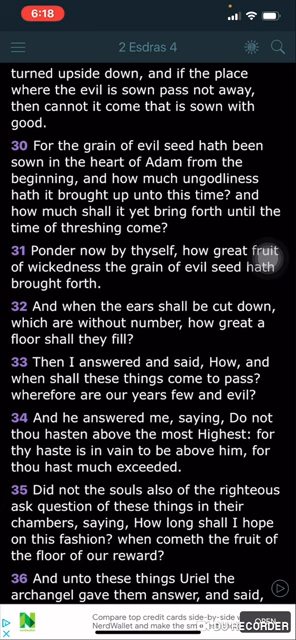 6:18
2 Esdras 4
turned upside down, and if the place
where the evil is sown pass not away,
then cannot it come that is sown with
good.
30 For the grain of evil seed hath been
sown in the heart of Adam from the
beginning, and how much ungodliness
hath it brought up unto this time? and
how much shall it yet bring forth until the
time of threshing come?
31 Ponder now by thyself, how great fruit
of wickedness the grain of evil seed hath
brought forth.
32 And when the ears shall be cut down,
which are without number, how great a
floor shall they fill?
33 Then I answered and said, How, and
when shall these things come to pass?
wherefore are our years few and evil?
34 And he answered me, saying, Do not
thou hasten above the most Highest: for
thy haste is in vain to be above him, for
thou hast much exceeded.
35 Did not the souls also of the righteous
ask question of these things in their
chambers, saying, How long shall I hope
on this fashion? when cometh the fruit of
the floor of our reward?
36 And unto these things Uriel the
archangel gave them answer, and said,
Compare top credit cards side-by-side
NerdWallet and make the sm
OPEN
RECORDER